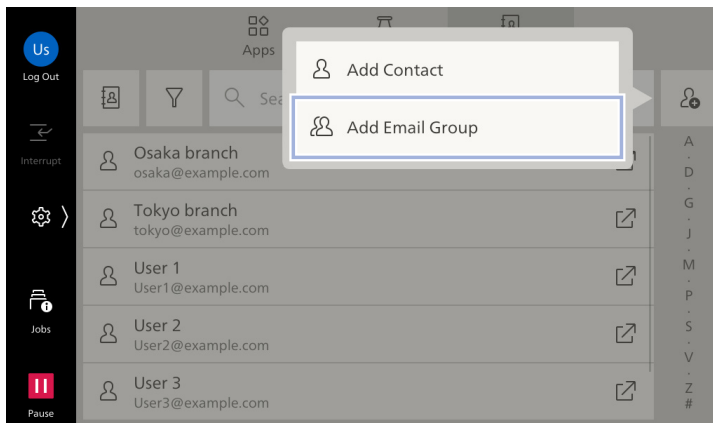 Us
Log Out
Interrupt
Jobs
Pause
Apps
Add Contact
Add Email Group
Sea
Osaka branch
osaka@example.com
Tokyo branch
tokyo@example.com
User 1
User1@example.com
User 2
User2@example.com
User 3
User3@example.com
A
D
G
J
M
P
S
V
Z
#